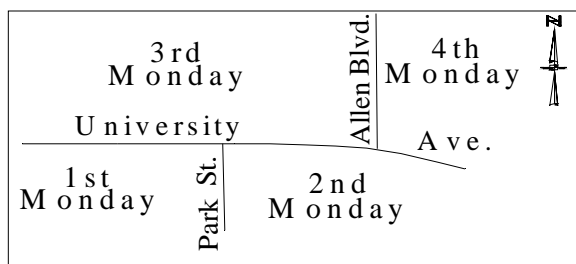 3rd
Monday
Allen Blvd.
4th
Monday
N
University Ave.
1st
Monday
Park St.
2nd
Monday